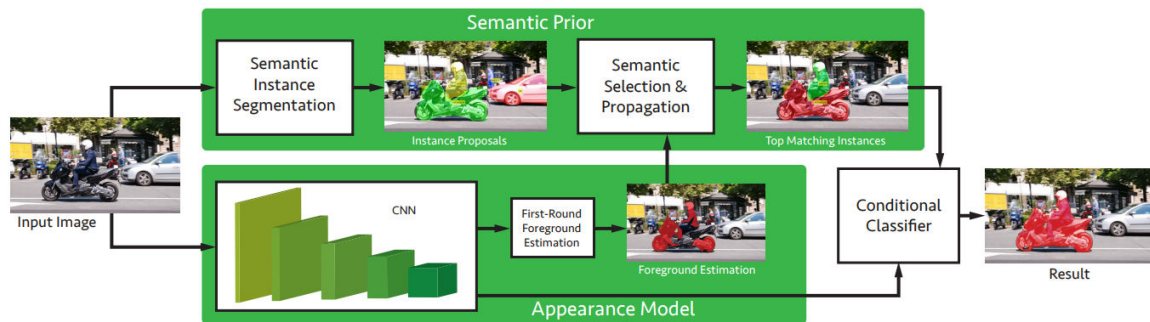 Semantic Prior
Semantic
Instance
Segmentation
Instance Proposals
Semantic
Selection &
Propagation
Top Matching Instances
Input Image
CNN
First-Round
Foreground
Estimation
Foreground Estimation
Appearance Model
Conditional
Classifier
Result